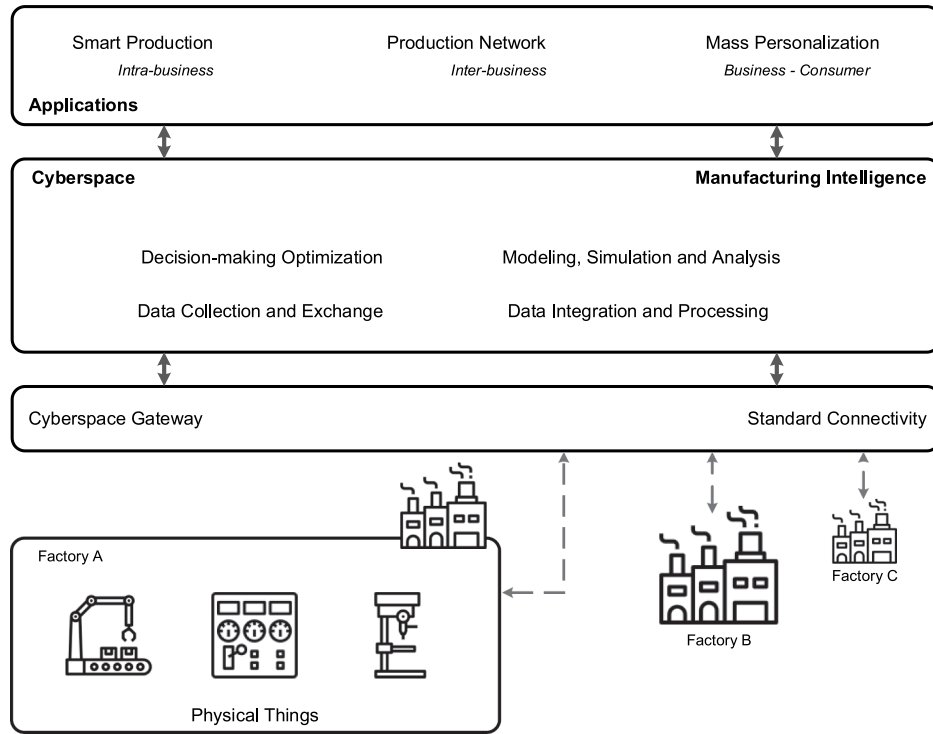 Smart Production
Production Network
Mass Personalization
Intra-business
Inter-business
Business - Consumer
Applications
Cyberspace
Manufacturing Intelligence
Decision-making Optimization
Modeling, Simulation and Analysis
Data Collection and Exchange
Data Integration and Processing
Cyberspace Gateway
Standard Connectivity
Factory A
Factory C
Factory B
Physical Things